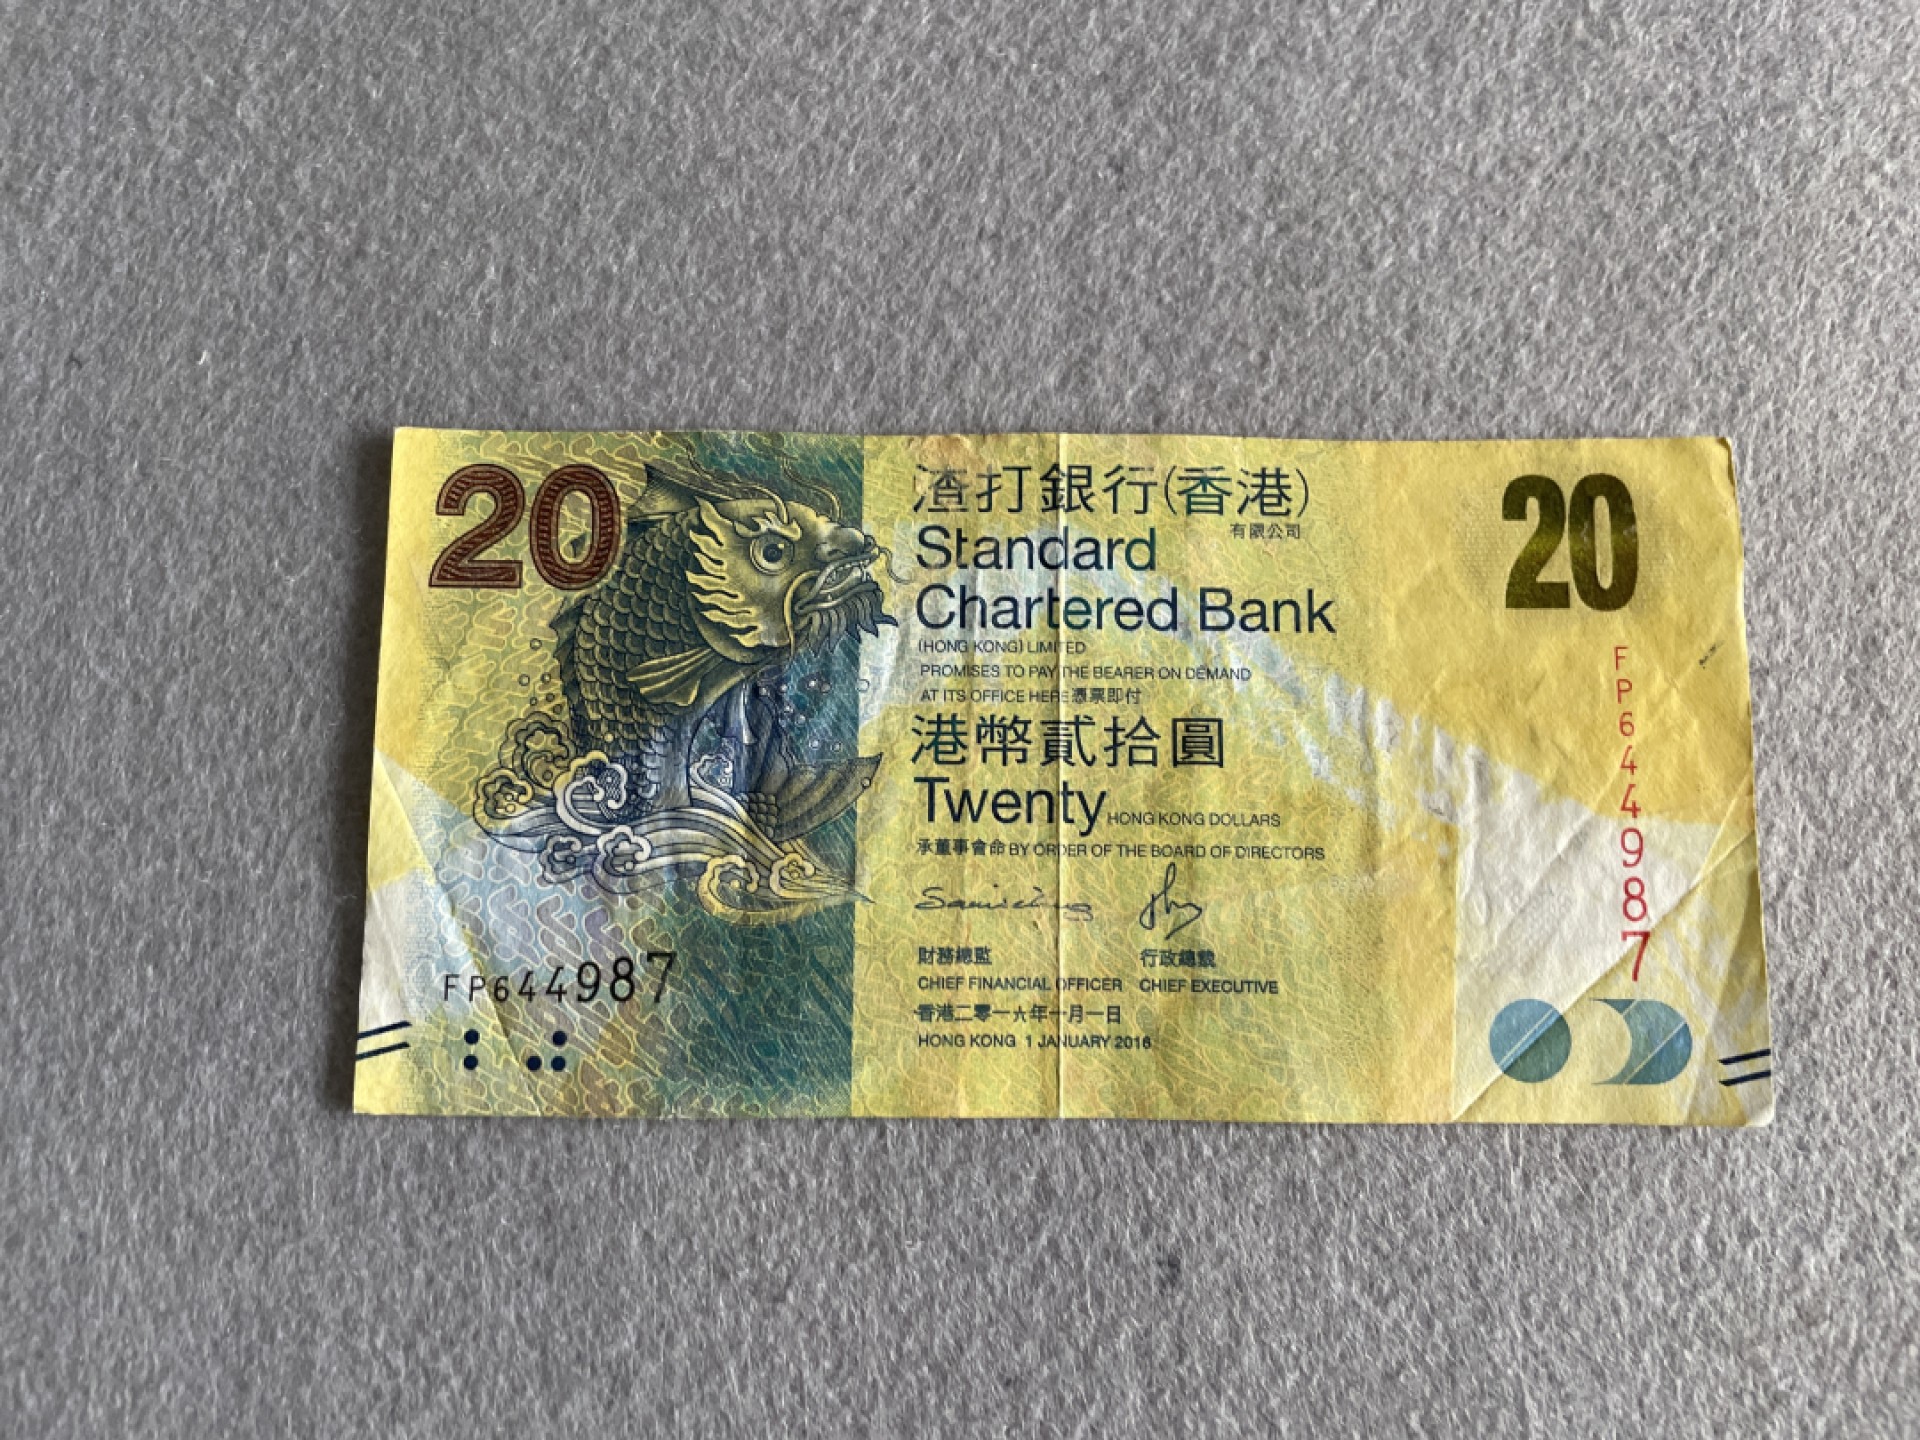 20
渣打銀行(香港)
有限公司
Standard
Chartered Bank
(HONG KONG) LIMITED
PROMISES TO PAY THE BEARER ON DEMAND
AT ITS OFFICE HERE 憑票即付
港幣貳拾圓
Twenty HONG KONG DOLLARS
承董事會命 BY ORDER OF THE BOARD OF DIRECTORS
財務總監 行政總裁
CHIEF FINANCIAL OFFICER CHIEF EXECUTIVE
香港二零一六年一月一日
HONG KONG 1 JANUARY 2016
FP644987
20
FP644987